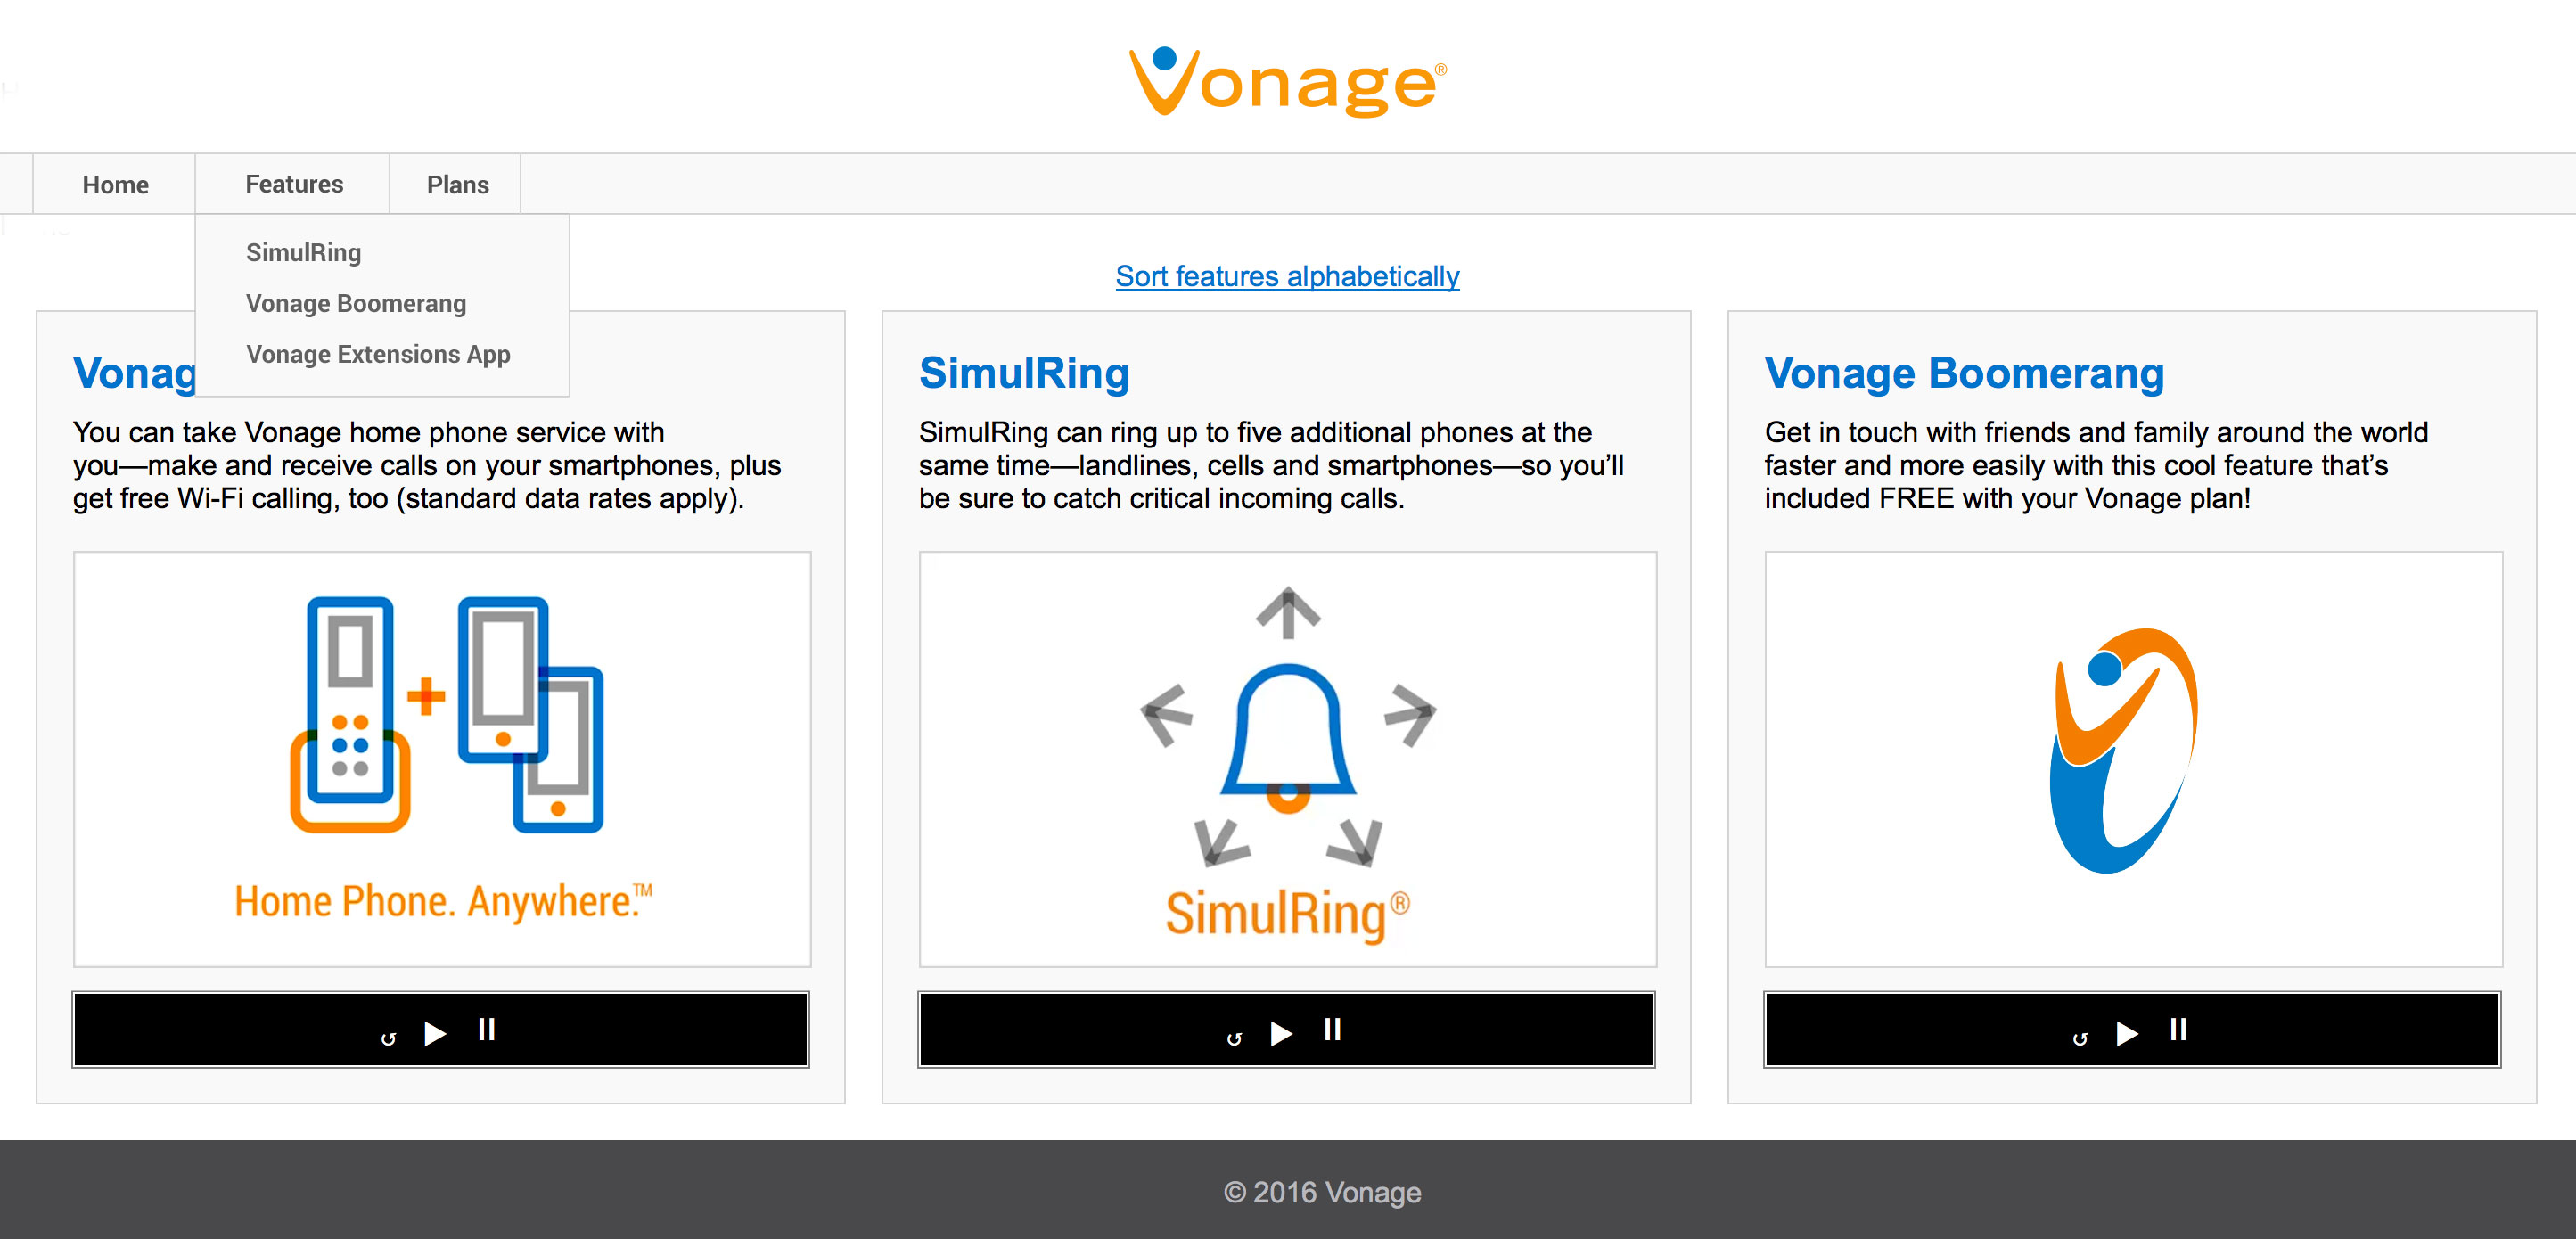 Vonage®
Home
Features
Plans
SimulRing
Vonage Boomerang
Vonage Extensions App
Sort features alphabetically
Vonag
You can take Vonage home phone service with
you—make and receive calls on your smartphones, plus
get free Wi-Fi calling, too (standard data rates apply).
Home Phone. Anywhere.™
SimulRing
SimulRing can ring up to five additional phones at the
same time—landlines, cells and smartphones—so you’ll
be sure to catch critical incoming calls.
SimulRing®
Vonage Boomerang
Get in touch with friends and family around the world
faster and more easily with this cool feature that’s
included FREE with your Vonage plan!
© 2016 Vonage